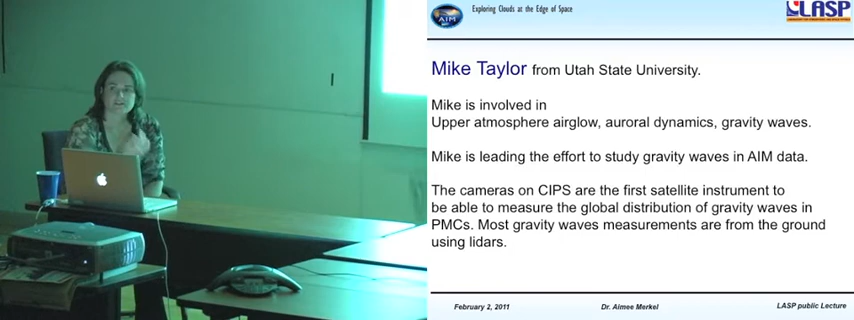 AIM
Exploring Clouds at the Edge of Space
LASP
Mike Taylor from Utah State University.
Mike is involved in
Upper atmosphere airglow, auroral dynamics, gravity waves.
Mike is leading the effort to study gravity waves in AIM data.
The cameras on CIPS are the first satellite instrument to
be able to measure the global distribution of gravity waves in
PMCs. Most gravity waves measurements are from the ground
using lidars.
February 2, 2011
Dr. Aimee Merkel
LASP public Lecture